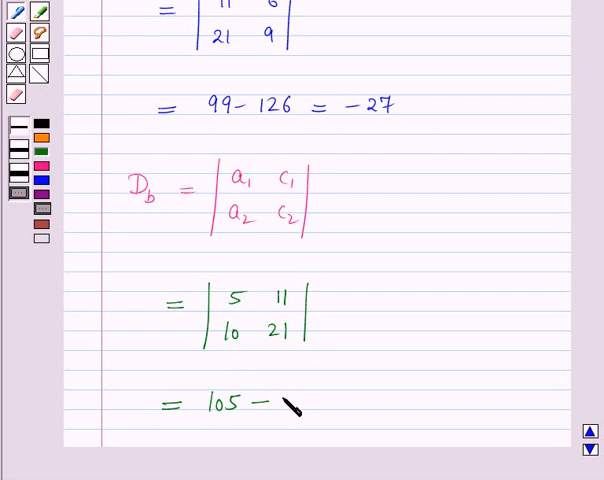 = | 11 6 |
| 21 9 |
= 99 - 126 = -27
D_b = | a₁ c₁ |
| a₂ c₂ |
= | 5 11 |
| 10 21 |
= 105 -